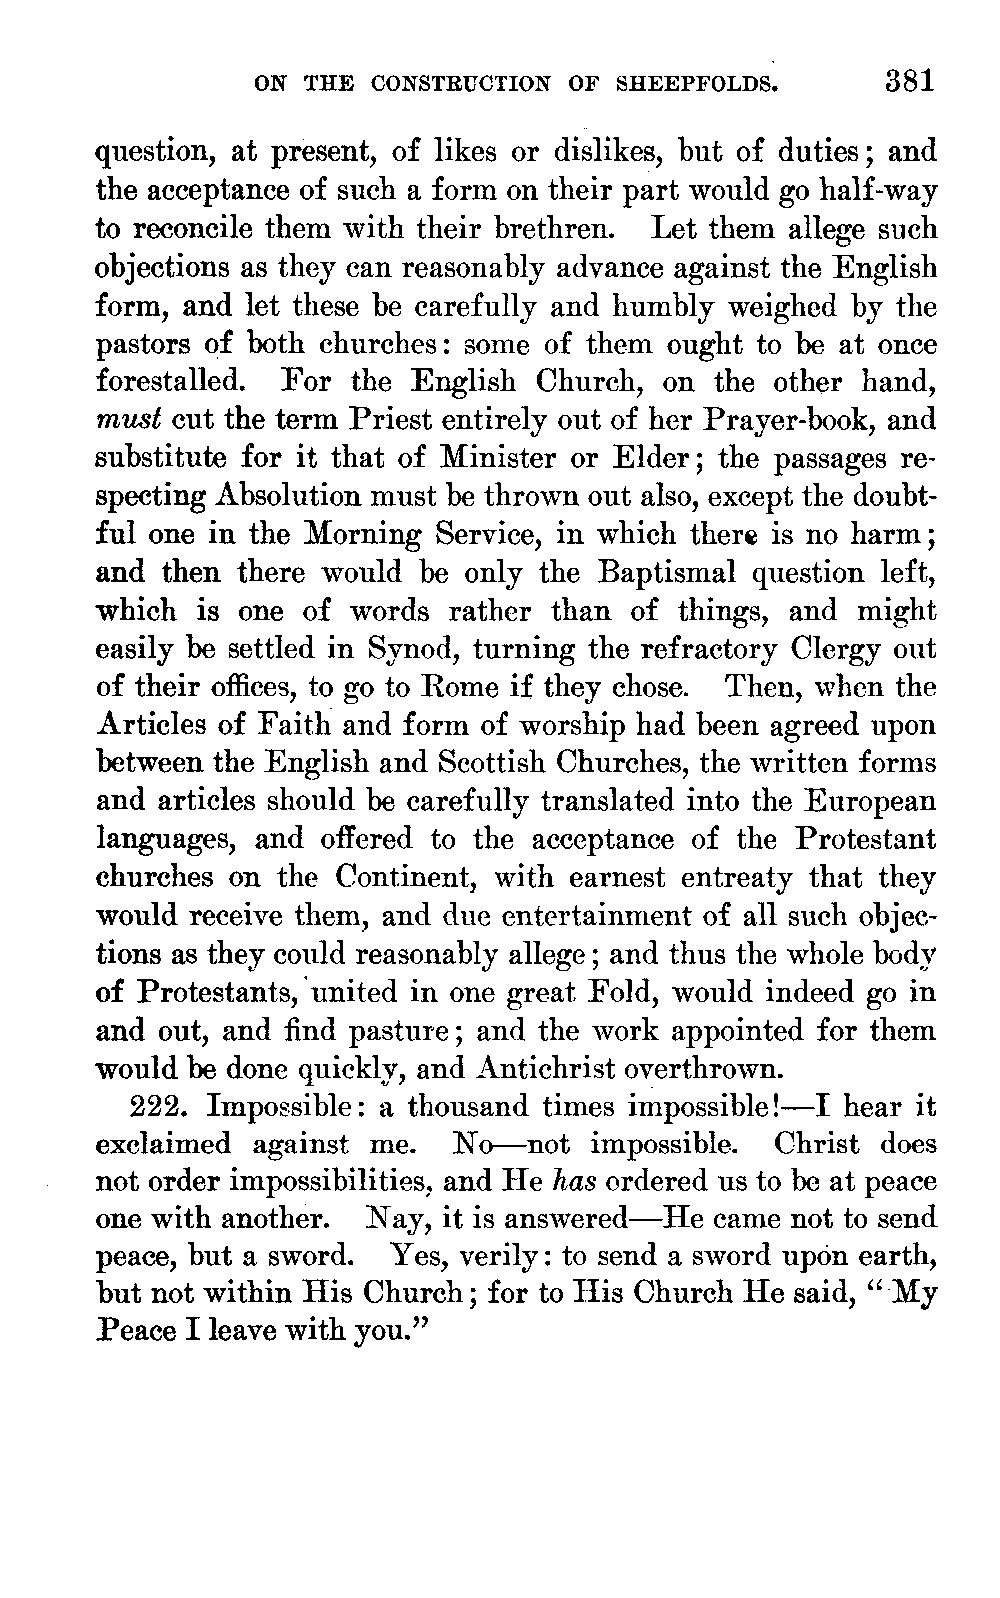 ON THE CONSTRUCTION OF SHEEPFOLDS. 381
question, at present, of likes or dislikes, but of duties; and
the acceptance of such a form on their part would go half-way
to reconcile them with their brethren. Let them allege such
objections as they can reasonably advance against the English
form, and let these be carefully and humbly weighed by the
pastors of both churches: some of them ought to be at once
forestalled. For the English Church, on the other hand,
must cut the term Priest entirely out of her Prayer-book, and
substitute for it that of Minister or Elder; the passages re-
specting Absolution must be thrown out also, except the doubt-
ful one in the Morning Service, in which there is no harm;
and then there would be only the Baptismal question left,
which is one of words rather than of things, and might
easily be settled in Synod, turning the refractory Clergy out
of their offices, to go to Rome if they chose. Then, when the
Articles of Faith and form of worship had been agreed upon
between the English and Scottish Churches, the written forms
and articles should be carefully translated into the European
languages, and offered to the acceptance of the Protestant
churches on the Continent, with earnest entreaty that they
would receive them, and due entertainment of all such objec-
tions as they could reasonably allege; and thus the whole body
of Protestants, united in one great Fold, would indeed go in
and out, and find pasture; and the work appointed for them
would be done quickly, and Antichrist overthrown.
222. Impossible: a thousand times impossible!—I hear it
exclaimed against me. No—not impossible. Christ does
not order impossibilities, and He has ordered us to be at peace
one with another. Nay, it is answered—He came not to send
peace, but a sword. Yes, verily: to send a sword upon earth,
but not within His Church; for to His Church He said, "My
Peace I leave with you."